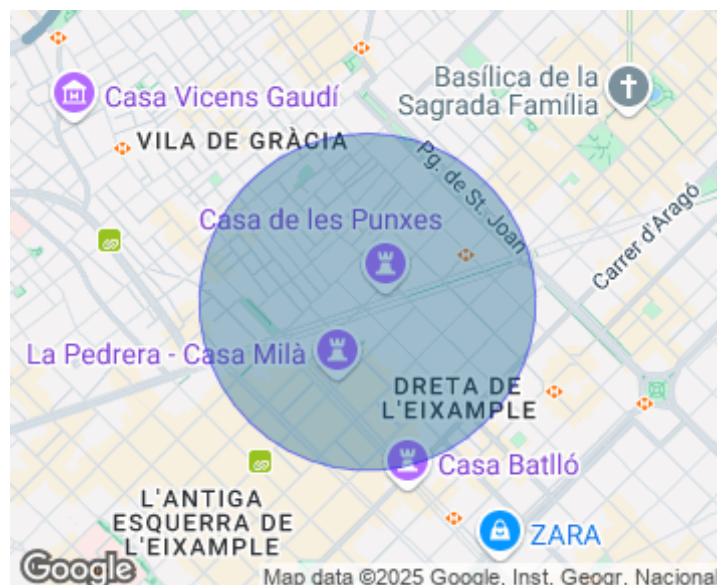 Basílica de la
Sagrada Família
Casa Vicens Gaudí
VILA DE GRÀCIA
Pg. de St. Joan
Casa de les Punxes
Carrer d'Aragó
La Pedrera - Casa Milà
DRETA DE
L'EIXAMPLE
Casa Batlló
L'ANTIGA
ESQUERRA DE
L'EIXAMPLE
ZARA
Google
Map data ©2025 Google, Inst. Geogr. Nacional